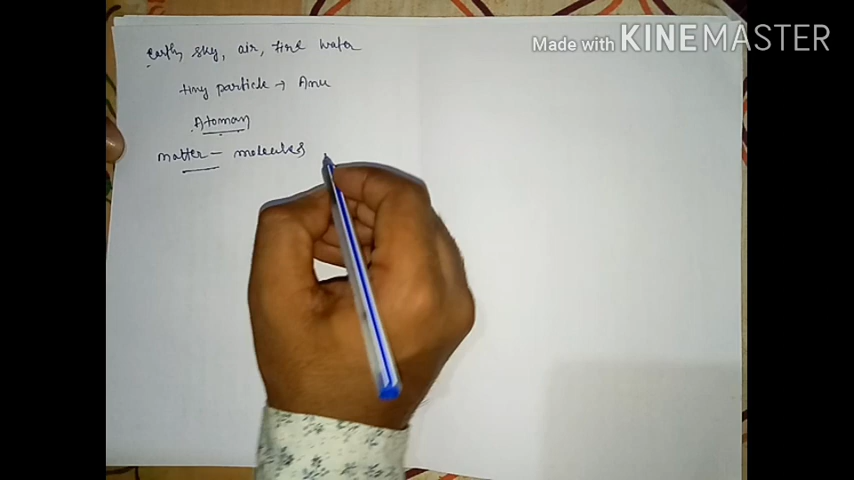 Made with KINEMASTER
earth, sky, air, fire water
tiny particle → Anu
Atoman
matter - molecules